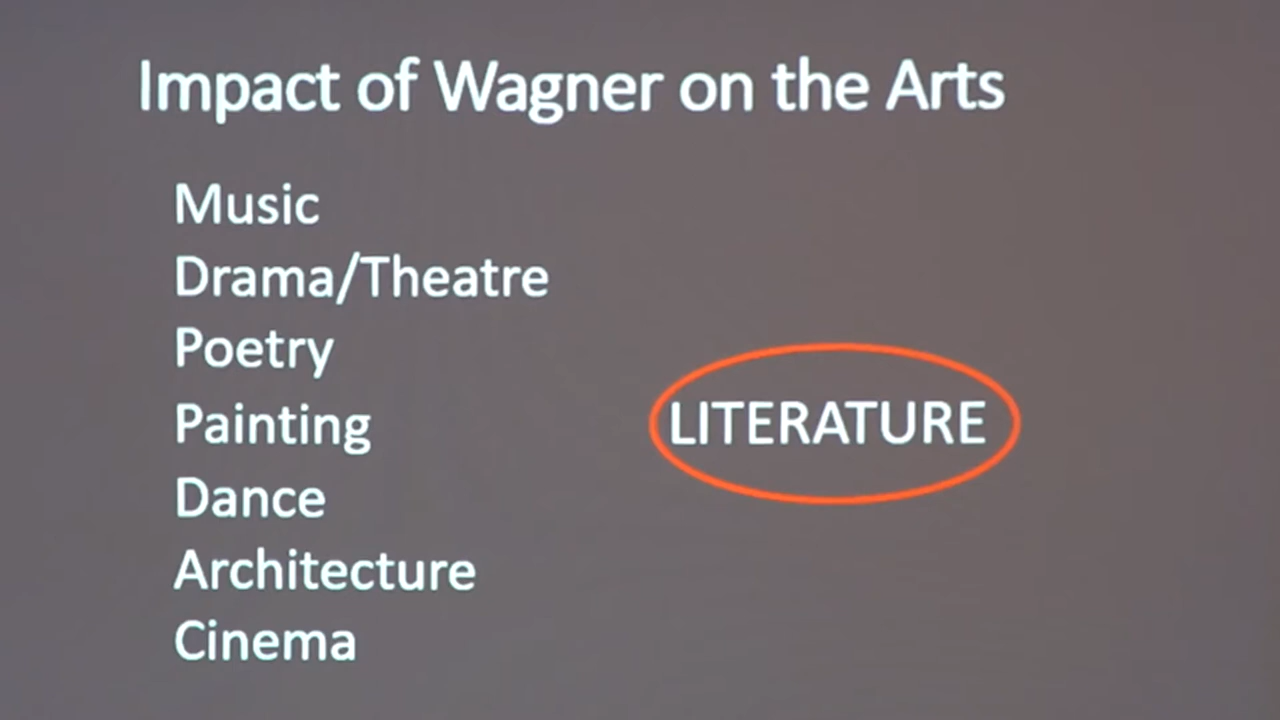 Impact of Wagner on the Arts
Music
Drama/Theatre
Poetry
Painting
LITERATURE
Dance
Architecture
Cinema